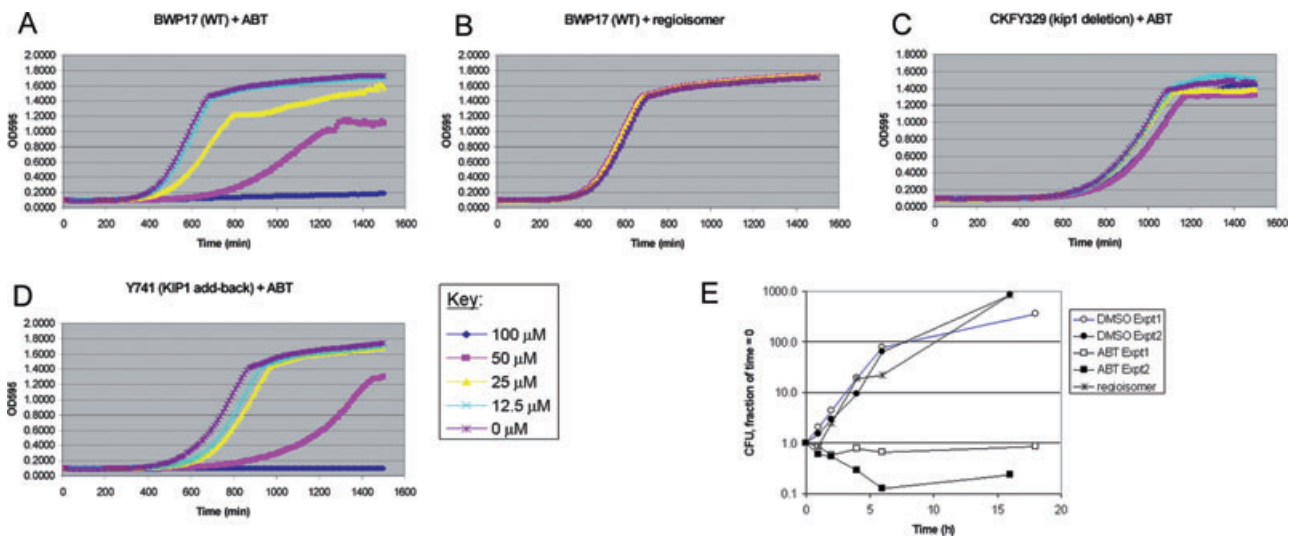 A
BWP17 (WT) + ABT
2.0000
1.8000
1.6000
1.4000
1.2000
1.0000
0.8000
0.6000
0.4000
0.2000
0.0000
OD595
0 200 400 600 800 1000 1200 1400 1600
Time (min)
B
BWP17 (WT) + regioisomer
2.0000
1.8000
1.6000
1.4000
1.2000
1.0000
0.8000
0.6000
0.4000
0.2000
0.0000
OD595
0 200 400 600 800 1000 1200 1400 1600
Time (min)
C
CKFY329 (kip1 deletion) + ABT
1.8000
1.6000
1.4000
1.2000
1.0000
0.8000
0.6000
0.4000
0.2000
0.0000
OD595
0 200 400 600 800 1000 1200 1400 1600
Time (min)
D
Y741 (KIP1 add-back) + ABT
2.0000
1.8000
1.6000
1.4000
1.2000
1.0000
0.8000
0.6000
0.4000
0.2000
0.0000
OD595
0 200 400 600 800 1000 1200 1400 1600
Time (min)
Key:
100 µM
50 µM
25 µM
12.5 µM
0 µM
E
1000.0
100.0
10.0
1.0
0.1
CFU, fraction of time = 0
0 5 10 15 20
Time (h)
DMSO Expt1
DMSO Expt2
ABT Expt1
ABT Expt2
regioisomer